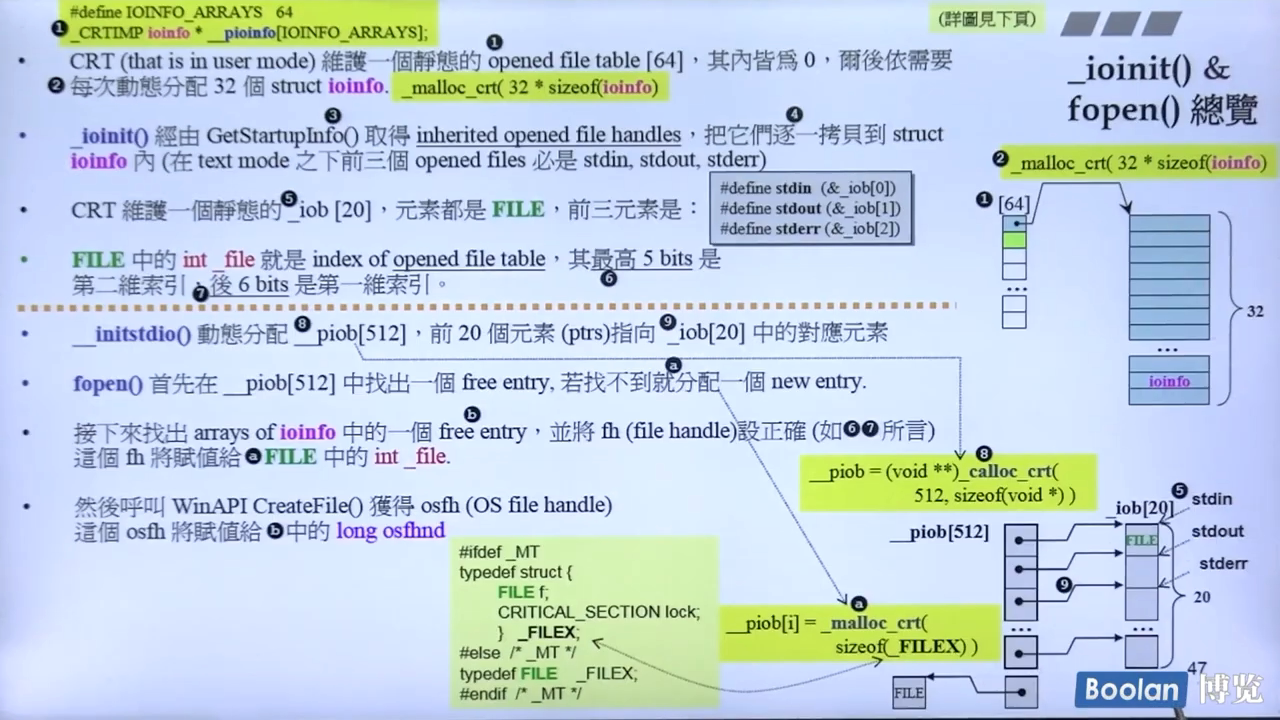 #define IOINFO_ARRAYS 64
❶ _CRTIMP ioinfo * __pioinfo[IOINFO_ARRAYS];
(詳圖見下頁)
_ioinit() &
fopen() 總覽
❶
• CRT (that is in user mode) 維護一個靜態的 opened file table [64]，其內皆為 0，爾後依需要
❷ 每次動態分配 32 個 struct ioinfo. _malloc_crt( 32 * sizeof(ioinfo)
❸ ❹
• _ioinit() 經由 GetStartupInfo() 取得 inherited opened file handles，把它們逐一拷貝到 struct
ioinfo 內 (在 text mode 之下前三個 opened files 必是 stdin, stdout, stderr)
• CRT 維護一個靜態的 ❺ _iob [20]，元素都是 FILE，前三元素是：
#define stdin (&_iob[0])
#define stdout (&_iob[1])
#define stderr (&_iob[2])
• FILE 中的 int _file 就是 index of opened file table，其最高 5 bits 是
❻
第二維索引，❼ 後 6 bits 是第一維索引。
• __initstdio() 動態分配 ❽ __piob[512]，前 20 個元素 (ptrs)指向 ❾ _iob[20] 中的對應元素
ⓐ
• fopen() 首先在 __piob[512] 中找出一個 free entry, 若找不到就分配一個 new entry.
ⓑ
• 接下來找出 arrays of ioinfo 中的一個 free entry，並將 fh (file handle)設正確 (如❻❼所言)
這個 fh 將賦值給 ⓐ FILE 中的 int _file.
• 然後呼叫 WinAPI CreateFile() 獲得 osfh (OS file handle)
這個 osfh 將賦值給 ⓑ 中的 long osfhnd
#ifdef _MT
typedef struct {
FILE f;
CRITICAL_SECTION lock;
} _FILEX;
#else /* _MT */
typedef FILE _FILEX;
#endif /* _MT */
❷ _malloc_crt( 32 * sizeof(ioinfo)
❶ [64]
...
32
...
ioinfo
❽
__piob = (void **)_calloc_crt(
512, sizeof(void *) )
__piob[512]
_iob[20]
❺ stdin
stdout
stderr
FILE
❾
20
... ...
ⓐ
__piob[i] = _malloc_crt(
sizeof(_FILEX) )
FILE
47
Boolan 博览